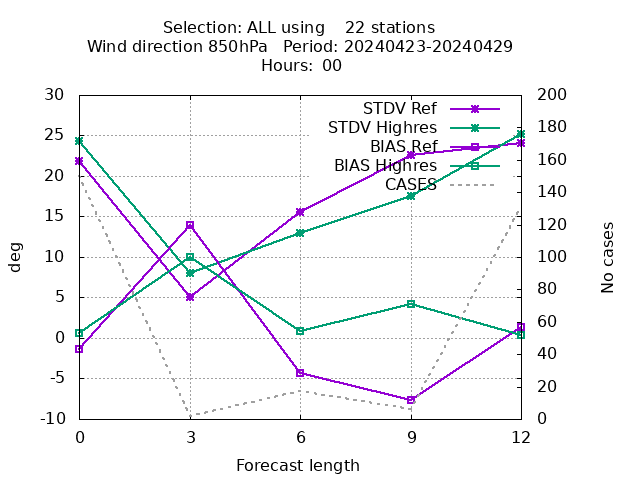 Selection: ALL using    22 stations
Wind direction 850hPa   Period: 20240423-20240429
Hours: 00
30
25
20
15
10
5
0
-5
-10
deg
STDV Ref
STDV Highres
BIAS Ref
BIAS Highres
CASES
200
180
160
140
120
100
80
60
40
20
0
No cases
0 3 6 9 12
Forecast length